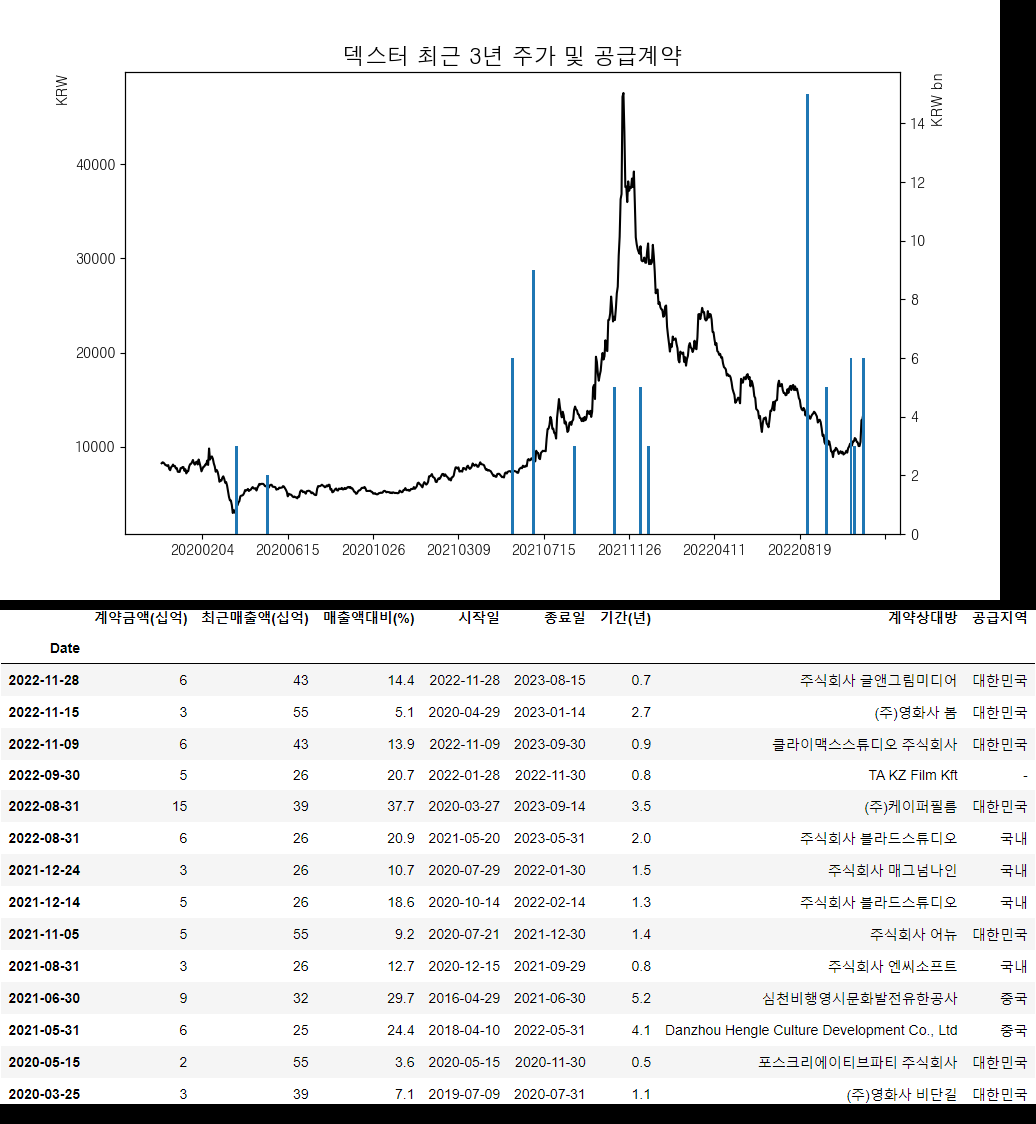 덱스터 최근 3년 주가 및 공급계약
KRW
KRW bn
40000
30000
20000
10000
14
12
10
8
6
4
2
0
20200204 20200615 20201026 20210309 20210715 20211126 20220411 20220819
계약금액(십억) 최근매출액(십억) 매출액대비(%) 시작일 종료일 기간(년) 계약상대방 공급지역
Date
2022-11-28 6 43 14.4 2022-11-28 2023-08-15 0.7 주식회사 글앤그림미디어 대한민국
2022-11-15 3 55 5.1 2020-04-29 2023-01-14 2.7 (주)영화사 봄 대한민국
2022-11-09 6 43 13.9 2022-11-09 2023-09-30 0.9 클라이맥스스튜디오 주식회사 대한민국
2022-09-30 5 26 20.7 2022-01-28 2022-11-30 0.8 TA KZ Film Kft -
2022-08-31 15 39 37.7 2020-03-27 2023-09-14 3.5 (주)케이퍼필름 대한민국
2022-08-31 6 26 20.9 2021-05-20 2023-05-31 2.0 주식회사 블라드스튜디오 국내
2021-12-24 3 26 10.7 2020-07-29 2022-01-30 1.5 주식회사 매그넘나인 국내
2021-12-14 5 26 18.6 2020-10-14 2022-02-14 1.3 주식회사 블라드스튜디오 국내
2021-11-05 5 55 9.2 2020-07-21 2021-12-30 1.4 주식회사 어뉴 대한민국
2021-08-31 3 26 12.7 2020-12-15 2021-09-29 0.8 주식회사 엔씨소프트 국내
2021-06-30 9 32 29.7 2016-04-29 2021-06-30 5.2 심천비행영시문화발전유한공사 중국
2021-05-31 6 25 24.4 2018-04-10 2022-05-31 4.1 Danzhou Hengle Culture Development Co., Ltd 중국
2020-05-15 2 55 3.6 2020-05-15 2020-11-30 0.5 포스크리에이티브파티 주식회사 대한민국
2020-03-25 3 39 7.1 2019-07-09 2020-07-31 1.1 (주)영화사 비단길 대한민국